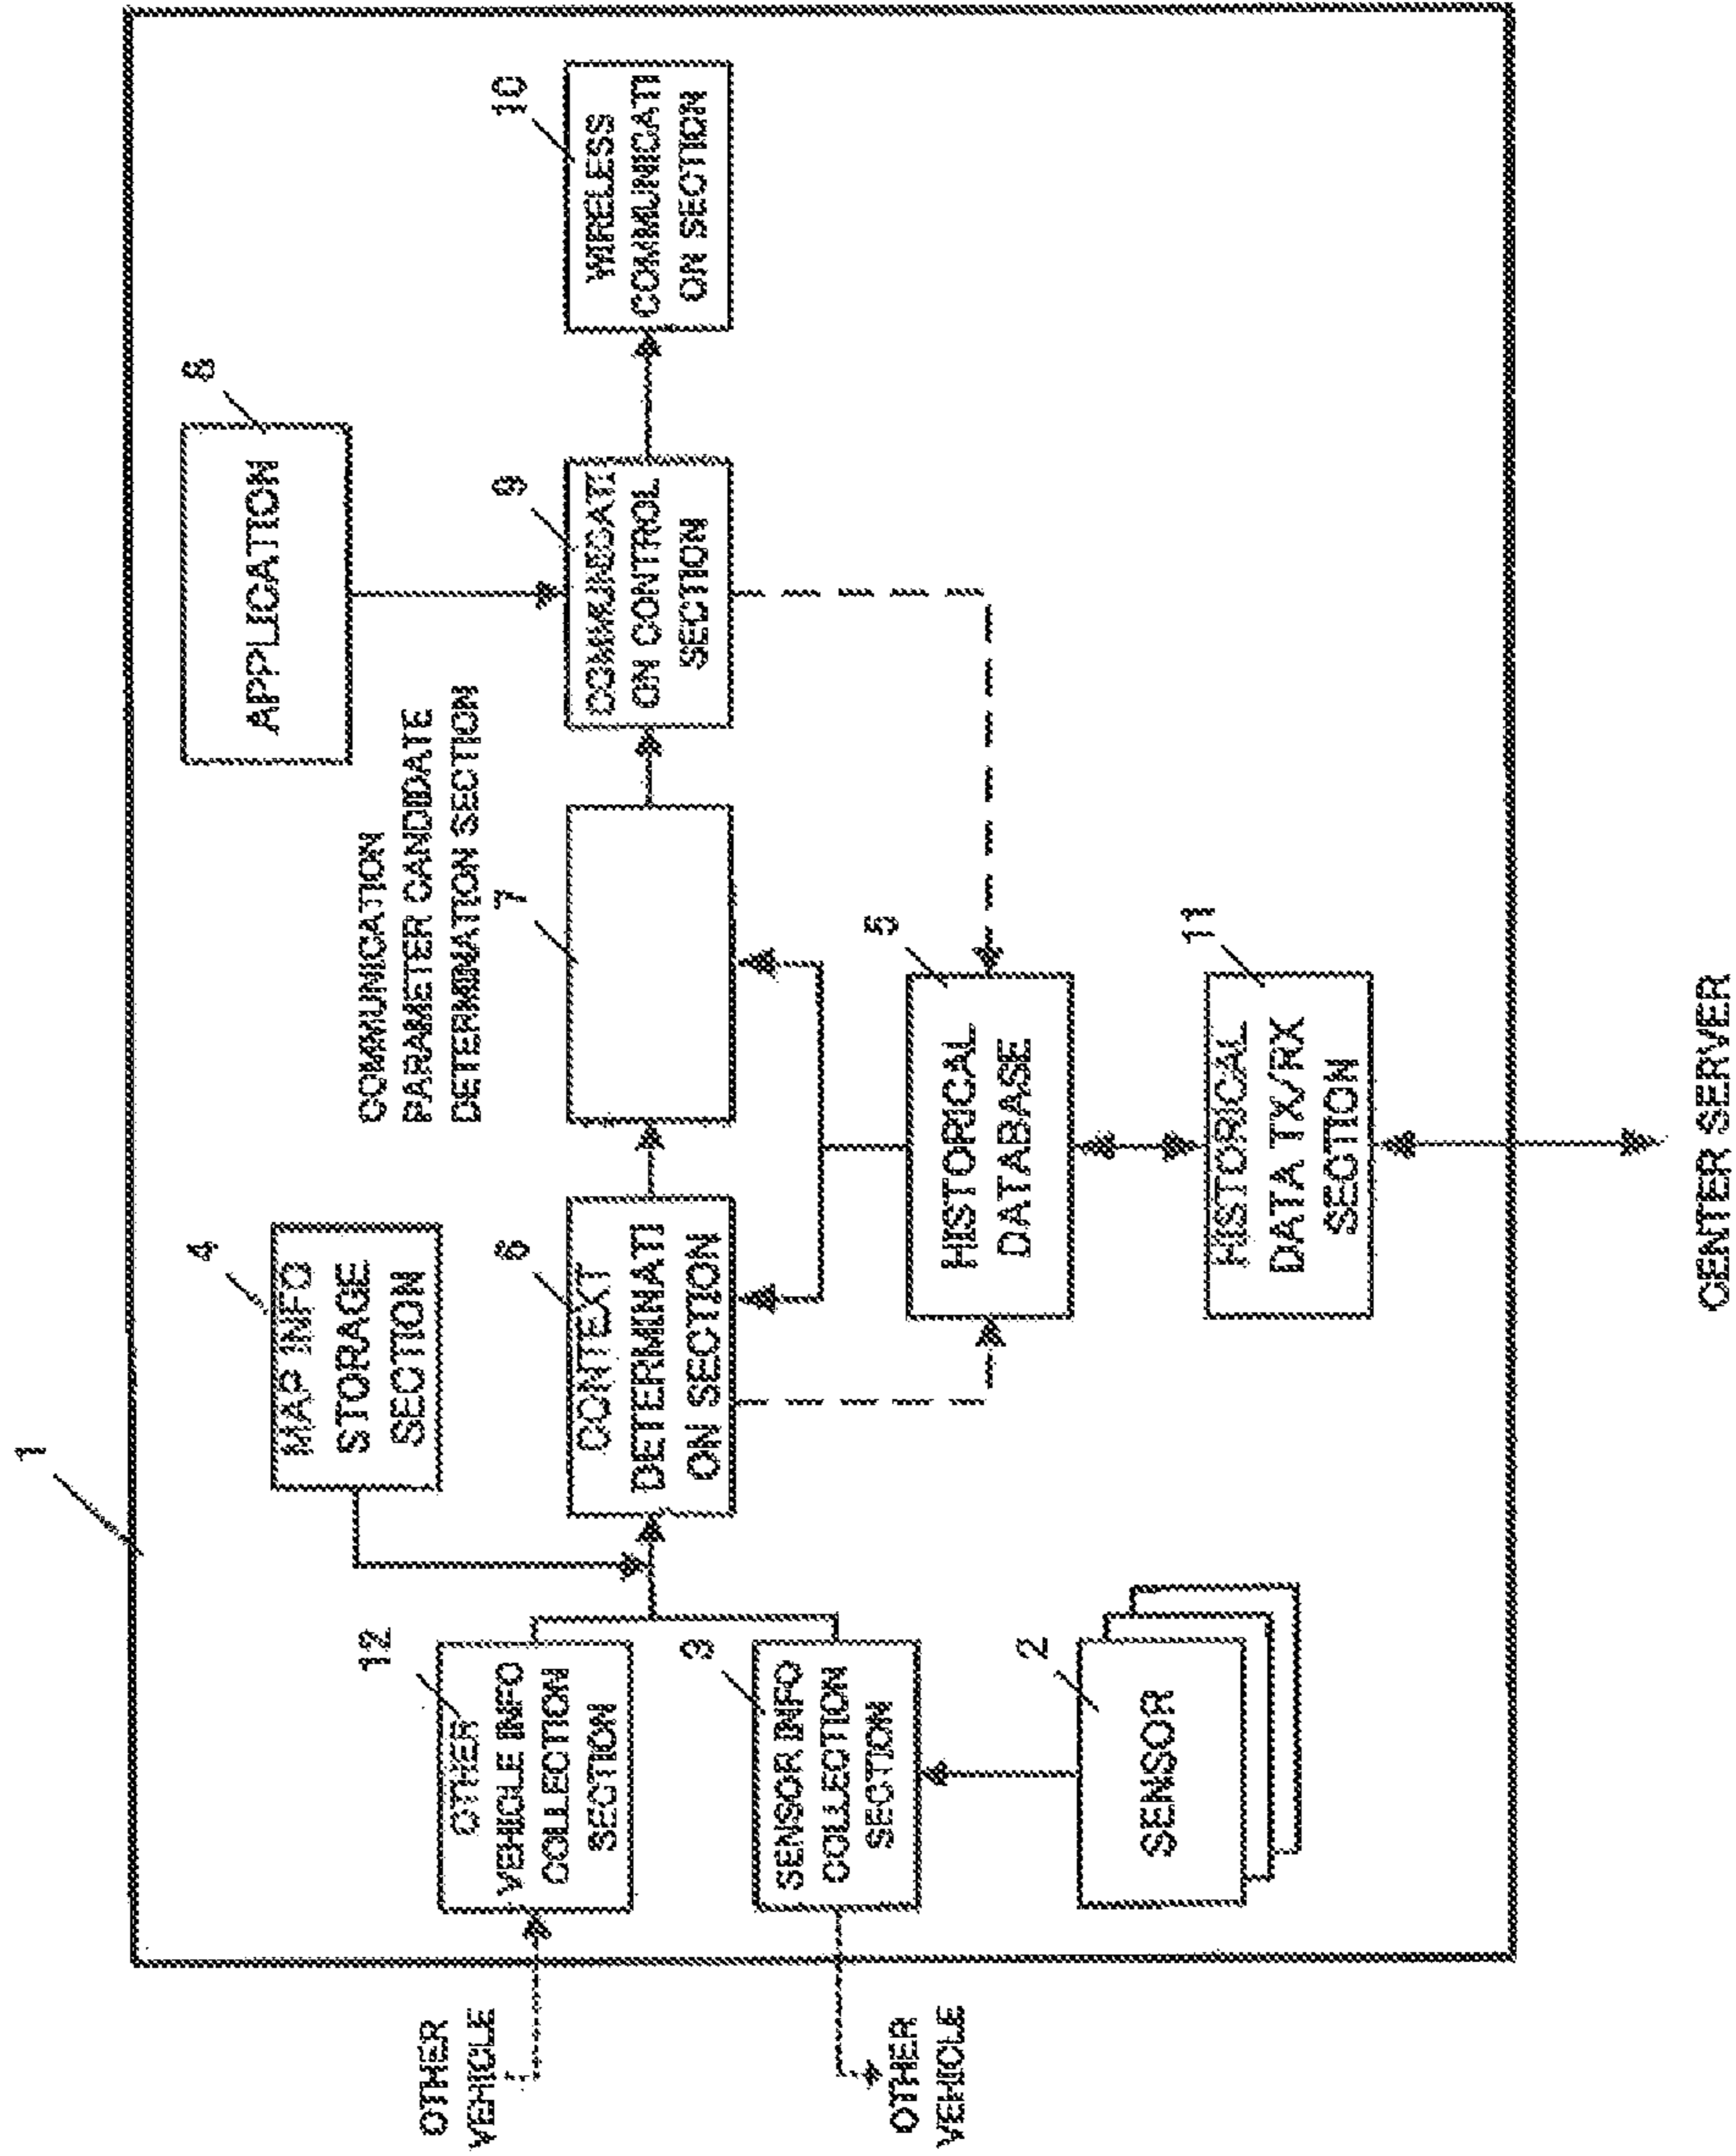 1
OTHER
VEHICLE
OTHER
VEHICLE
12
OTHER
VEHICLE INFO
COLLECTION
SECTION
3
SENSOR INFO
COLLECTION
SECTION
2
SENSOR
4
MAP INFO
STORAGE
SECTION
6
CONTEXT
DETERMINATI
ON SECTION
COMMUNICATION
PARAMETER CANDIDATE
DETERMINATION SECTION
7
5
HISTORICAL
DATABASE
11
HISTORICAL
DATA TX/RX
SECTION
CENTER SERVER
8
APPLICATION
9
COMMUNICATI
ON CONTROL
SECTION
10
WIRELESS
COMMUNICATI
ON SECTION